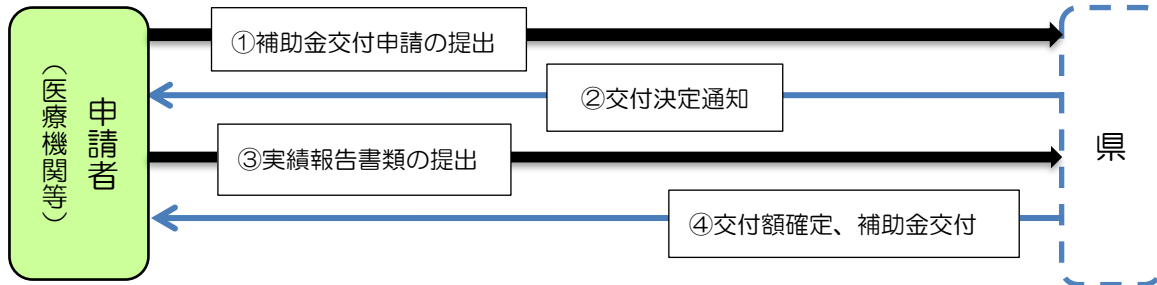 申請者
（医療機関等）
①補助金交付申請の提出
②交付決定通知
③実績報告書類の提出
④交付額確定、補助金交付
県